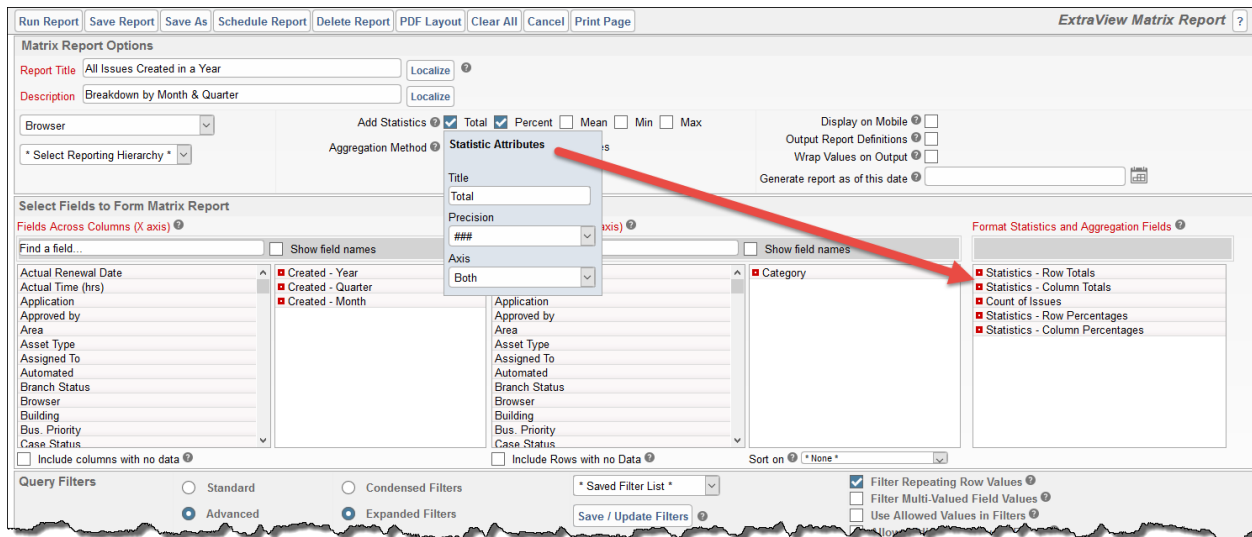 Run Report Save Report Save As Schedule Report Delete Report PDF Layout Clear All Cancel Print Page ExtraView Matrix Report ?
Matrix Report Options
Report Title All Issues Created in a Year Localize ?
Description Breakdown by Month & Quarter Localize
Browser
* Select Reporting Hierarchy *
Add Statistics ? Total Percent Mean Min Max
Aggregation Method ?
Statistic Attributes
Title
Total
Precision
###
Axis
Both
Display on Mobile ?
Output Report Definitions ?
Wrap Values on Output ?
Generate report as of this date ?
Select Fields to Form Matrix Report
Fields Across Columns (X axis) ?
Find a field... Show field names
Actual Renewal Date
Actual Time (hrs)
Application
Approved by
Area
Asset Type
Assigned To
Automated
Branch Status
Browser
Building
Bus. Priority
Case Status
Created - Year
Created - Quarter
Created - Month
Include columns with no data ?
axis) ?
Show field names
Application
Approved by
Area
Asset Type
Assigned To
Automated
Branch Status
Browser
Building
Bus. Priority
Case Status
Category
Include Rows with no Data ? Sort on ? * None *
Format Statistics and Aggregation Fields ?
Statistics - Row Totals
Statistics - Column Totals
Count of Issues
Statistics - Row Percentages
Statistics - Column Percentages
Query Filters
Standard Condensed Filters
Advanced Expanded Filters
* Saved Filter List *
Save / Update Filters ?
Filter Repeating Row Values ?
Filter Multi-Valued Field Values ?
Use Allowed Values in Filters ?